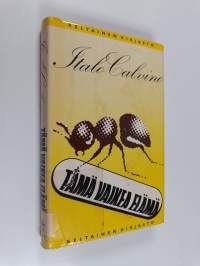 KELTAINEN KIRJASTO
Italo Calvino
TÄMÄ VAIKEA ELÄMÄ
KELTAINEN KIRJASTO